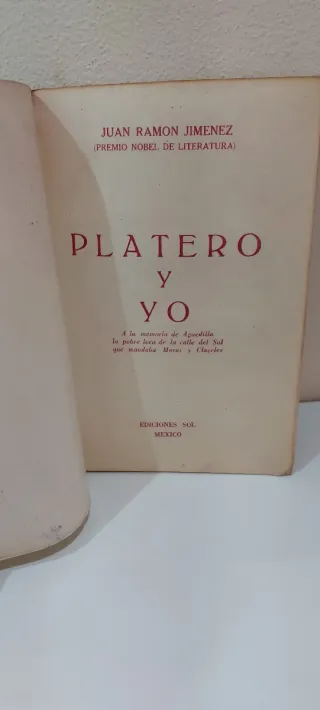 JUAN RAMON JIMENEZ
(PREMIO NOBEL DE LITERATURA)
PLATERO
Y
YO
A la memoria de Aguedilla
la pobre loca de la calle del Sol
que mandaba Moras y Claveles
EDICIONES SOL
MEXICO